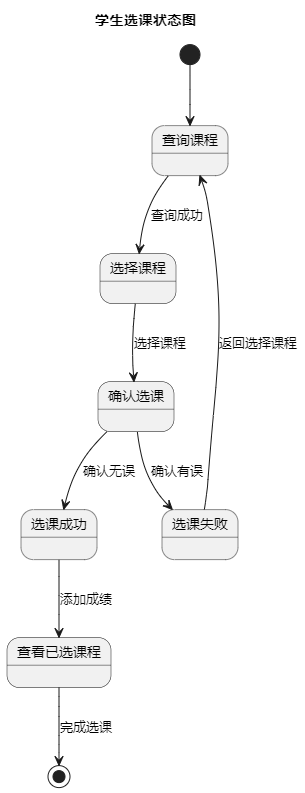 学生选课状态图
查询课程
查询成功
选择课程
选择课程
返回选择课程
确认选课
确认无误
确认有误
选课成功
选课失败
添加成绩
查看已选课程
完成选课